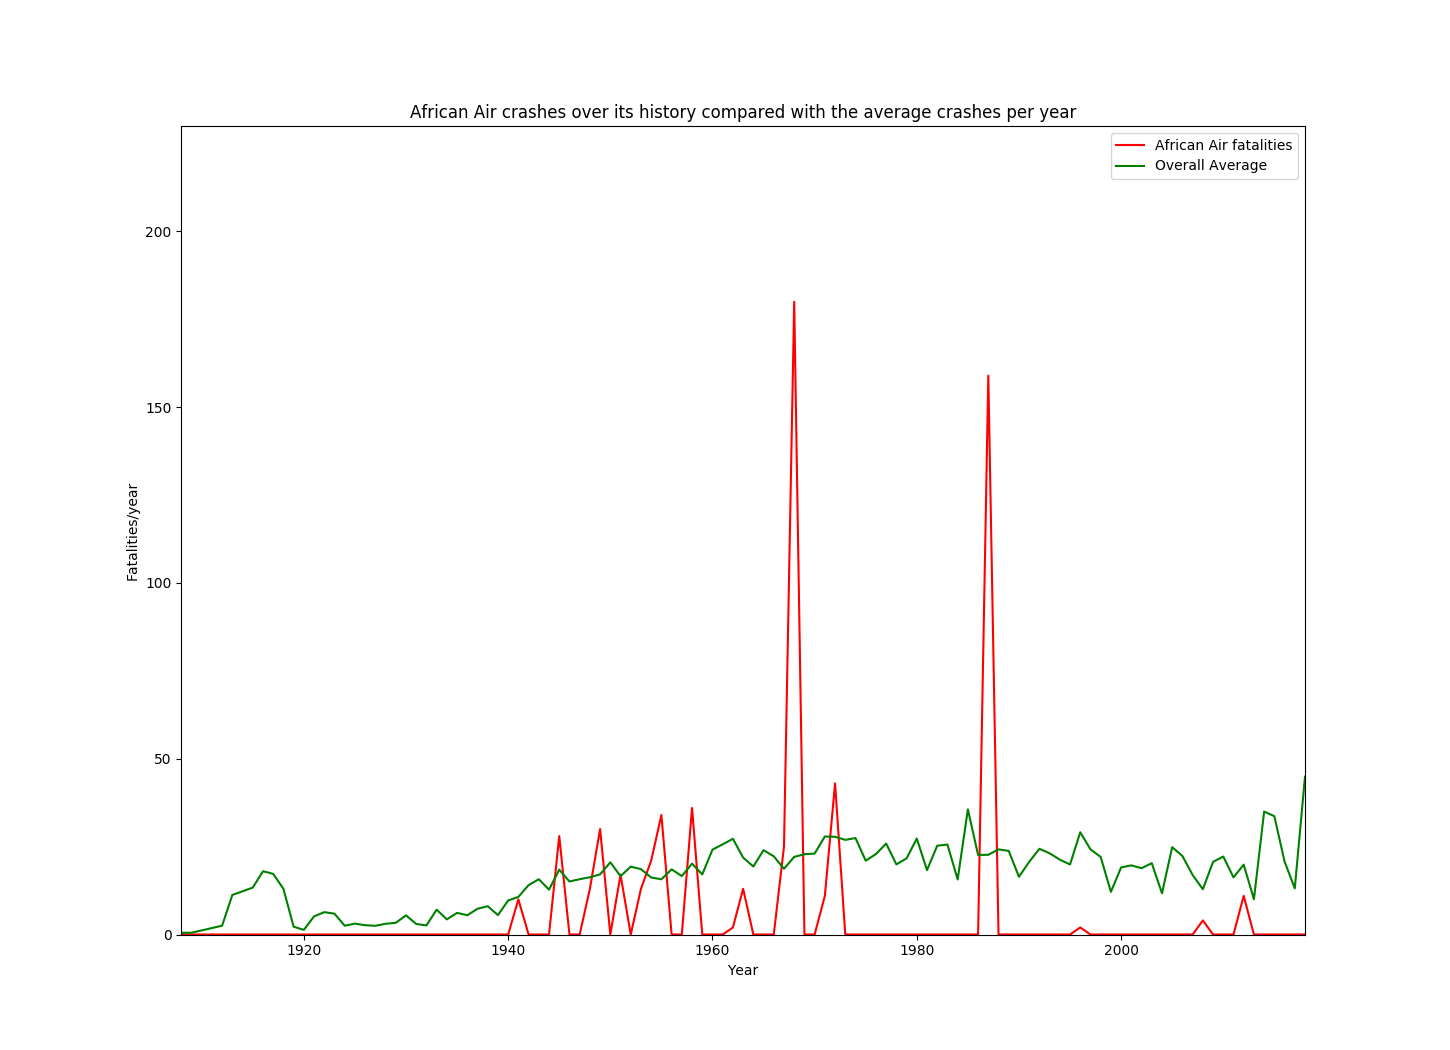 African Air crashes over its history compared with the average crashes per year
African Air fatalities
Overall Average
200
150
100
50
0
Fatalities/year
1920
1940
1960
1980
2000
Year